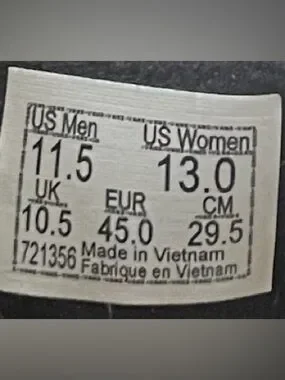 US Men US Women
11.5 13.0
UK EUR CM
10.5 45.0 29.5
721356 Made in Vietnam
Fabrique en Vietnam